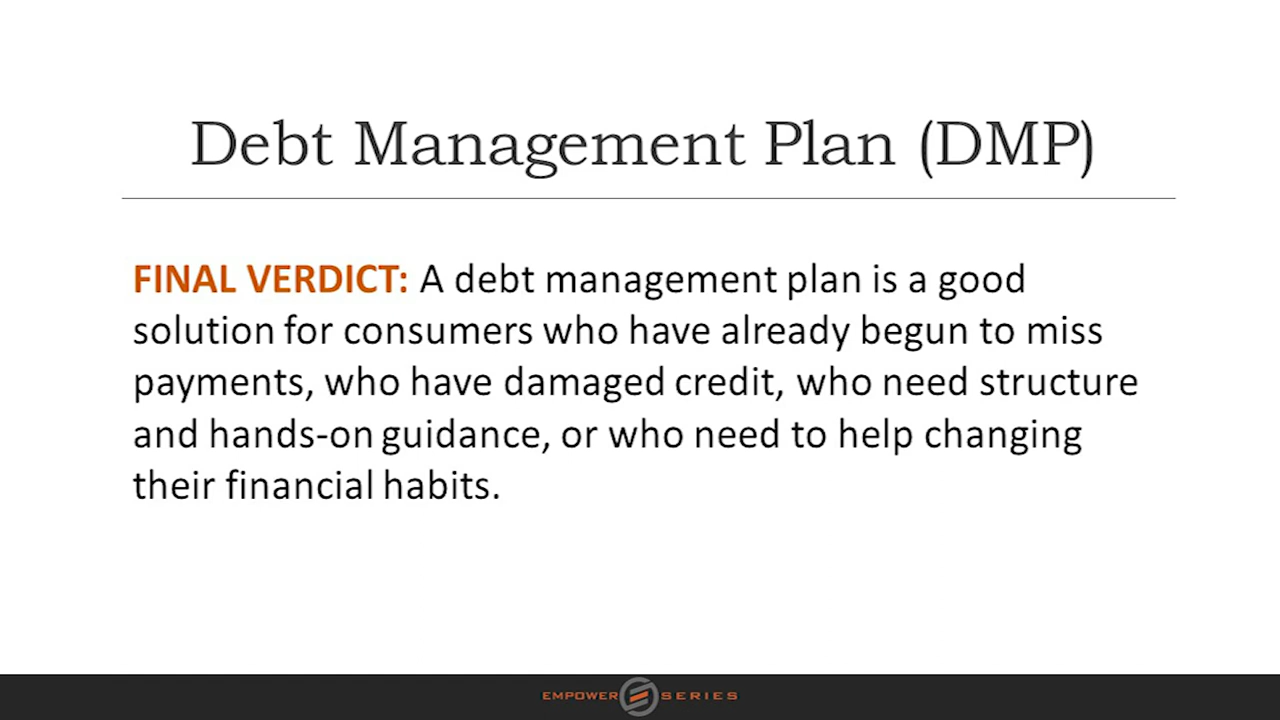 Debt Management Plan (DMP)
FINAL VERDICT: A debt management plan is a good
solution for consumers who have already begun to miss
payments, who have damaged credit, who need structure
and hands-on guidance, or who need to help changing
their financial habits.
EMPOWER SERIES